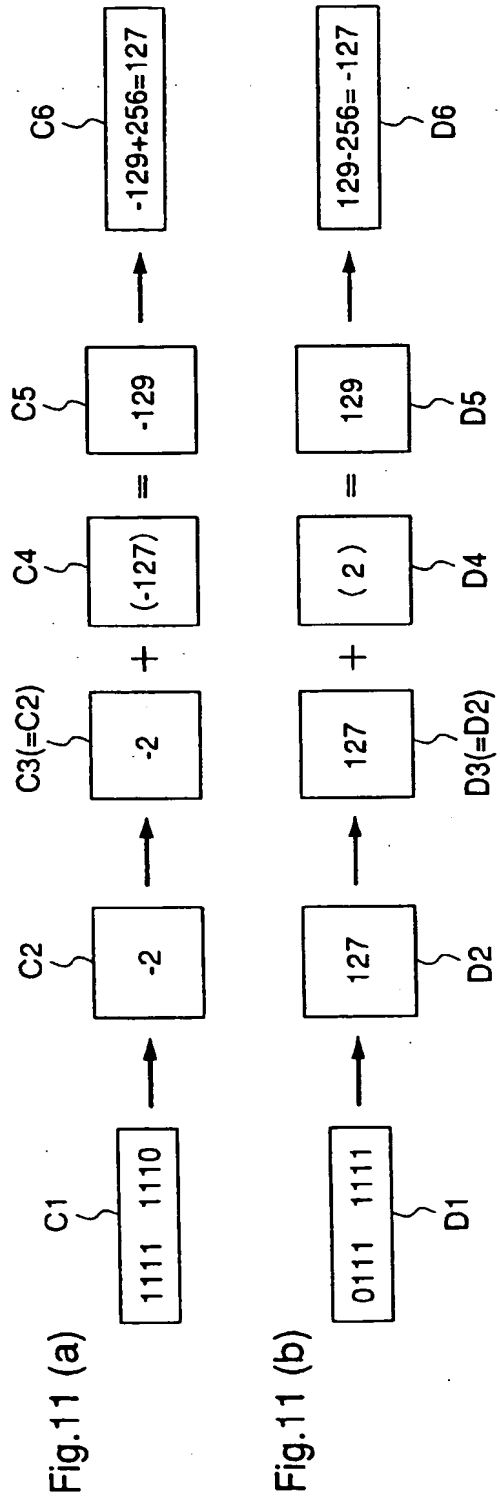 Fig.11 (a)
C1
C2
C3(=C2)
C4
C5
C6
1111 1110
-2
-2
+
(-127)
=
-129
-129+256=127
Fig.11 (b)
0111 1111
127
127
+
( 2 )
=
129
129-256= -127
D1
D2
D3(=D2)
D4
D5
D6